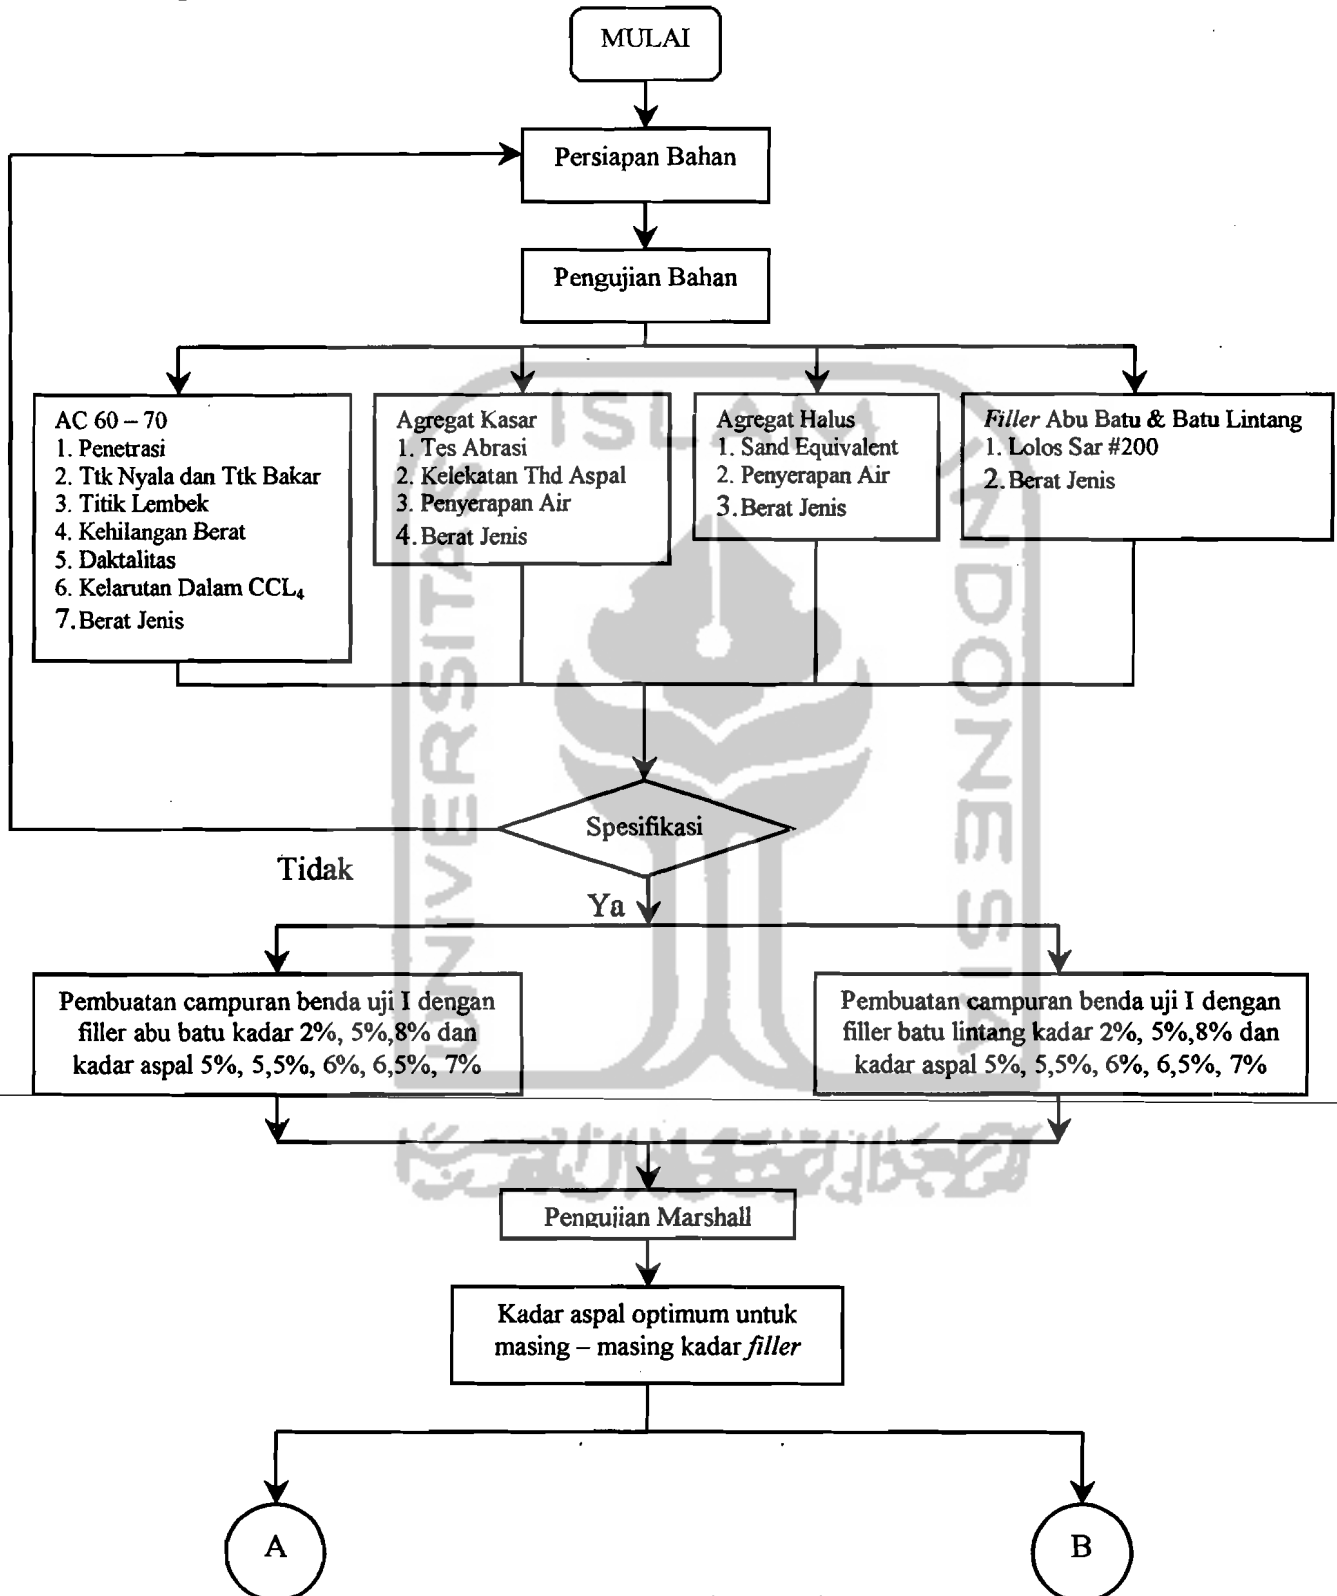 MULAI
Persiapan Bahan
Pengujian Bahan
AC 60 – 70
1. Penetrasi
2. Ttk Nyala dan Ttk Bakar
3. Titik Lembek
4. Kehilangan Berat
5. Daktalitas
6. Kelarutan Dalam CCL₄
7. Berat Jenis
Agregat Kasar
1. Tes Abrasi
2. Kelekatan Thd Aspal
3. Penyerapan Air
4. Berat Jenis
Agregat Halus
1. Sand Equivalent
2. Penyerapan Air
3. Berat Jenis
Filler Abu Batu & Batu Lintang
1. Lolos Sar #200
2. Berat Jenis
Spesifikasi
Tidak
Ya
Pembuatan campuran benda uji I dengan
filler abu batu kadar 2%, 5%,8% dan
kadar aspal 5%, 5,5%, 6%, 6,5%, 7%
Pembuatan campuran benda uji I dengan
filler batu lintang kadar 2%, 5%,8% dan
kadar aspal 5%, 5,5%, 6%, 6,5%, 7%
Pengujian Marshall
Kadar aspal optimum untuk
masing – masing kadar filler
A
B
UNIVERSITAS
ISLAM
INDONESIA